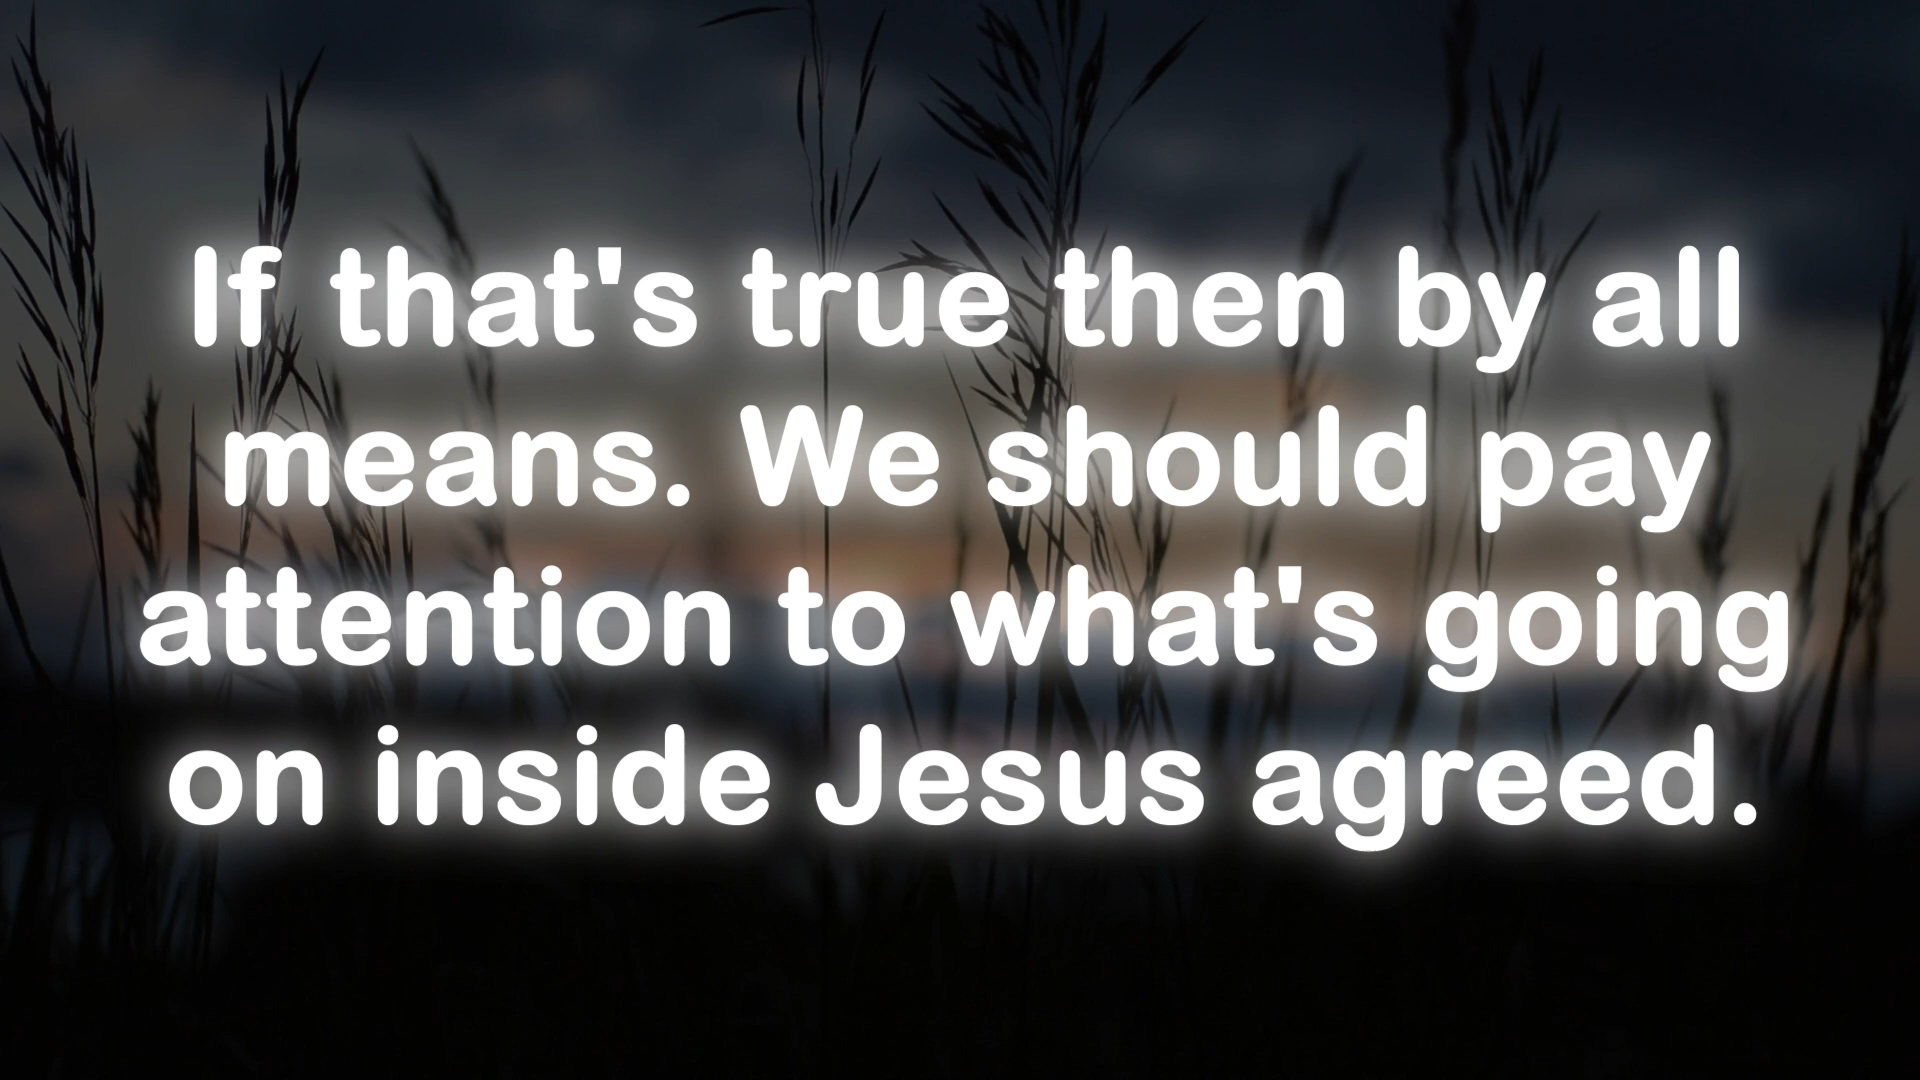 If that's true then by all
means. We should pay
attention to what's going
on inside Jesus agreed.